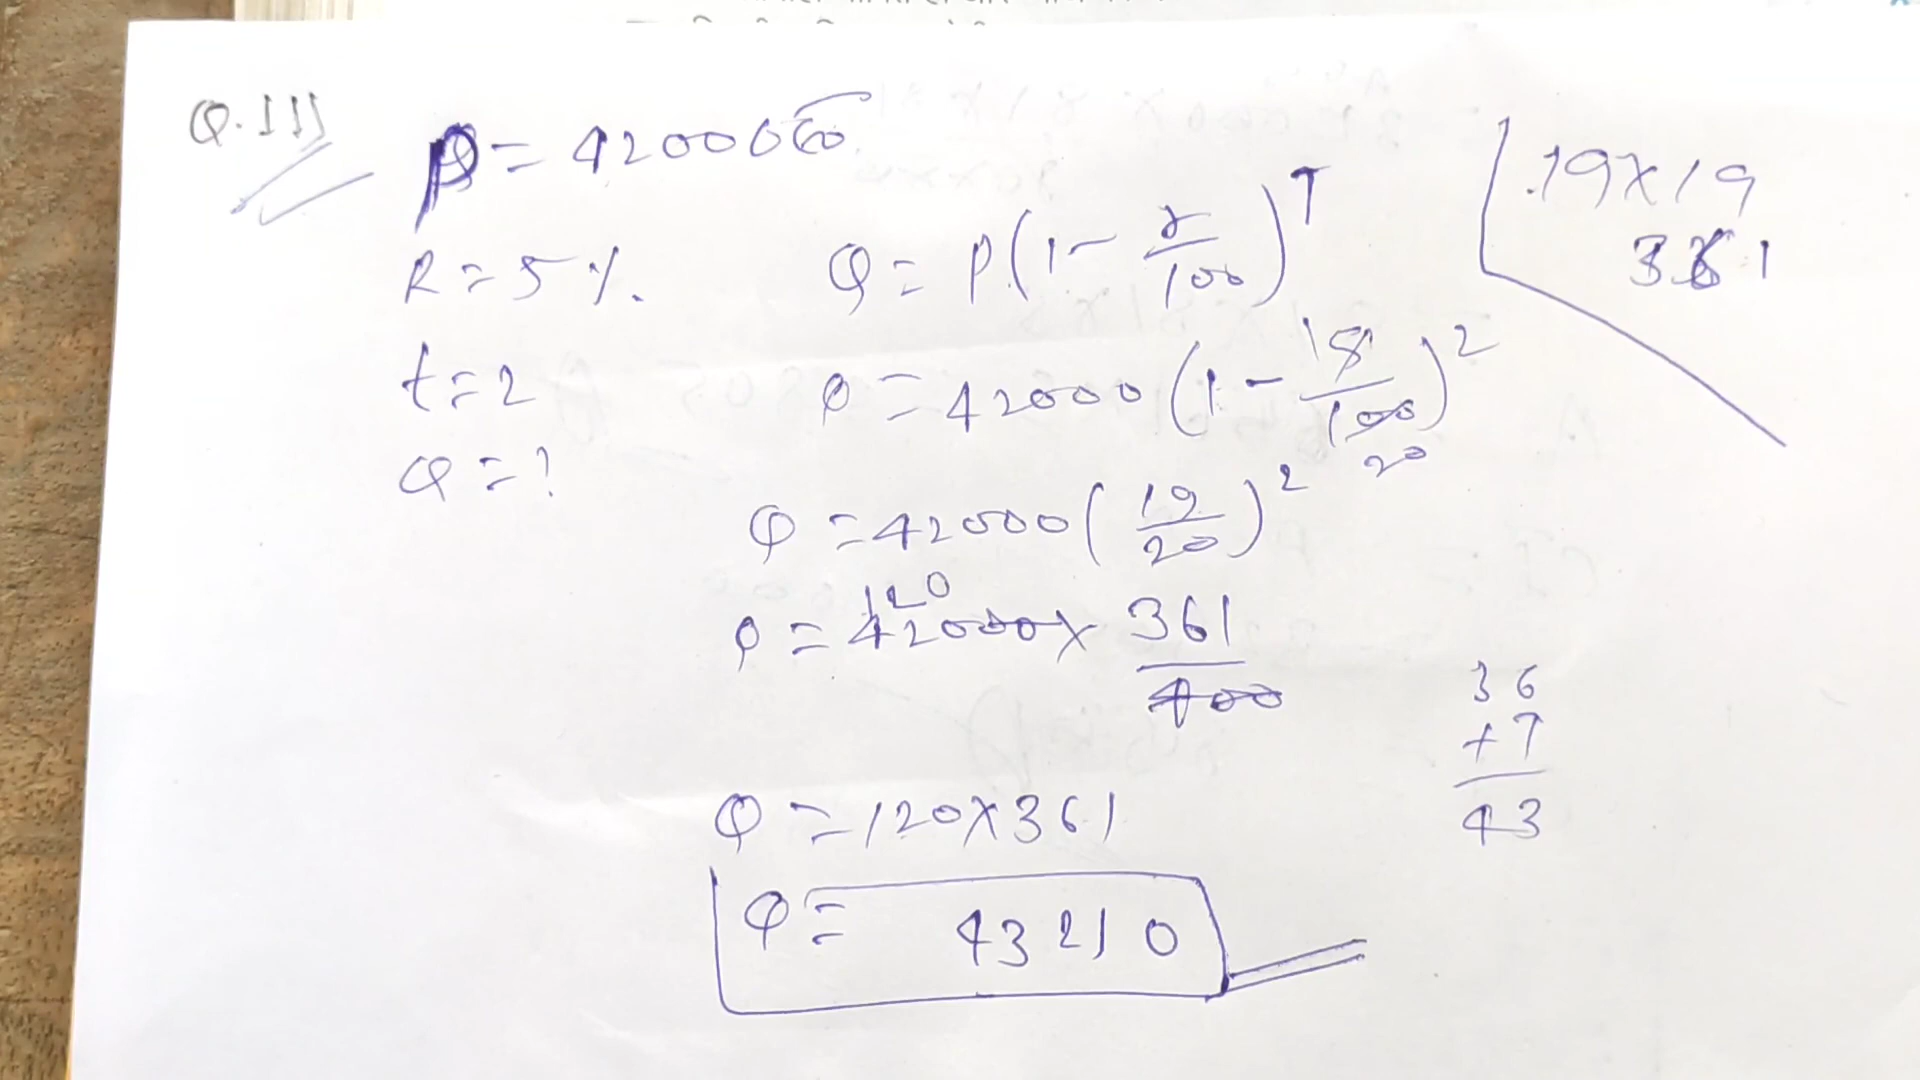 Q.111
P = 4200000
R = 5 %.
t = 2
Q = ?
Q = P(1 - r/100)^T
Q = 42000(1 - 5/100)^2
1
20
Q = 42000(19/20)^2
120
Q = 42000 x 361/400
Q = 120 x 361
Q = 43210
19 x 19
361
36
+ 7
43